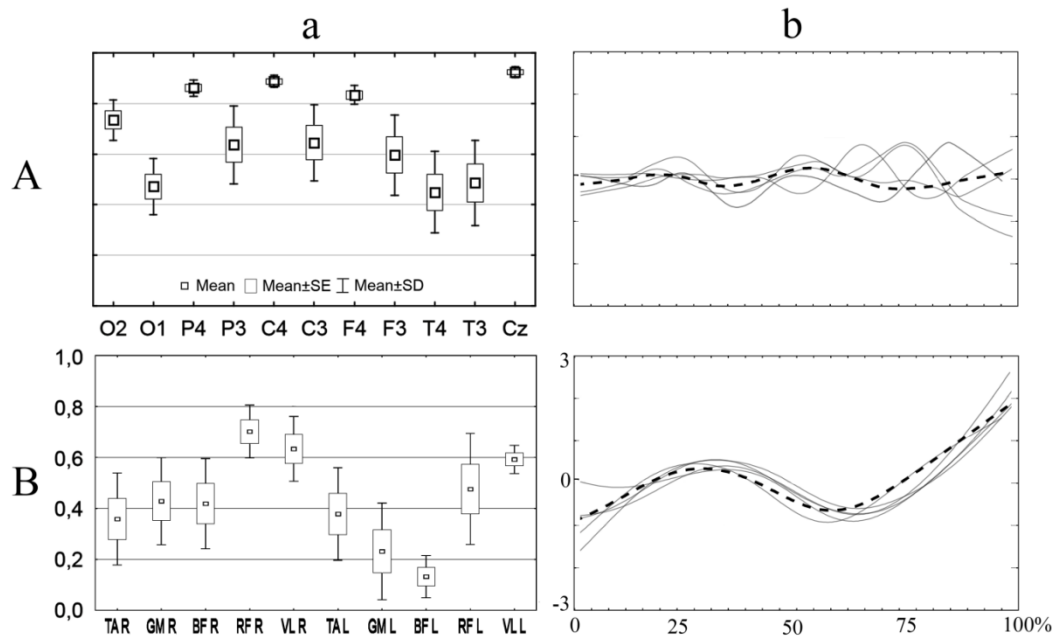 a
b
A
Mean Mean±SE Mean±SD
O2 O1 P4 P3 C4 C3 F4 F3 T4 T3 Cz
B
1,0
0,8
0,6
0,4
0,2
0,0
TA R GM R BF R RF R VL R TA L GM L BF L RF L VL L
3
0
-3
0 25 50 75 100%